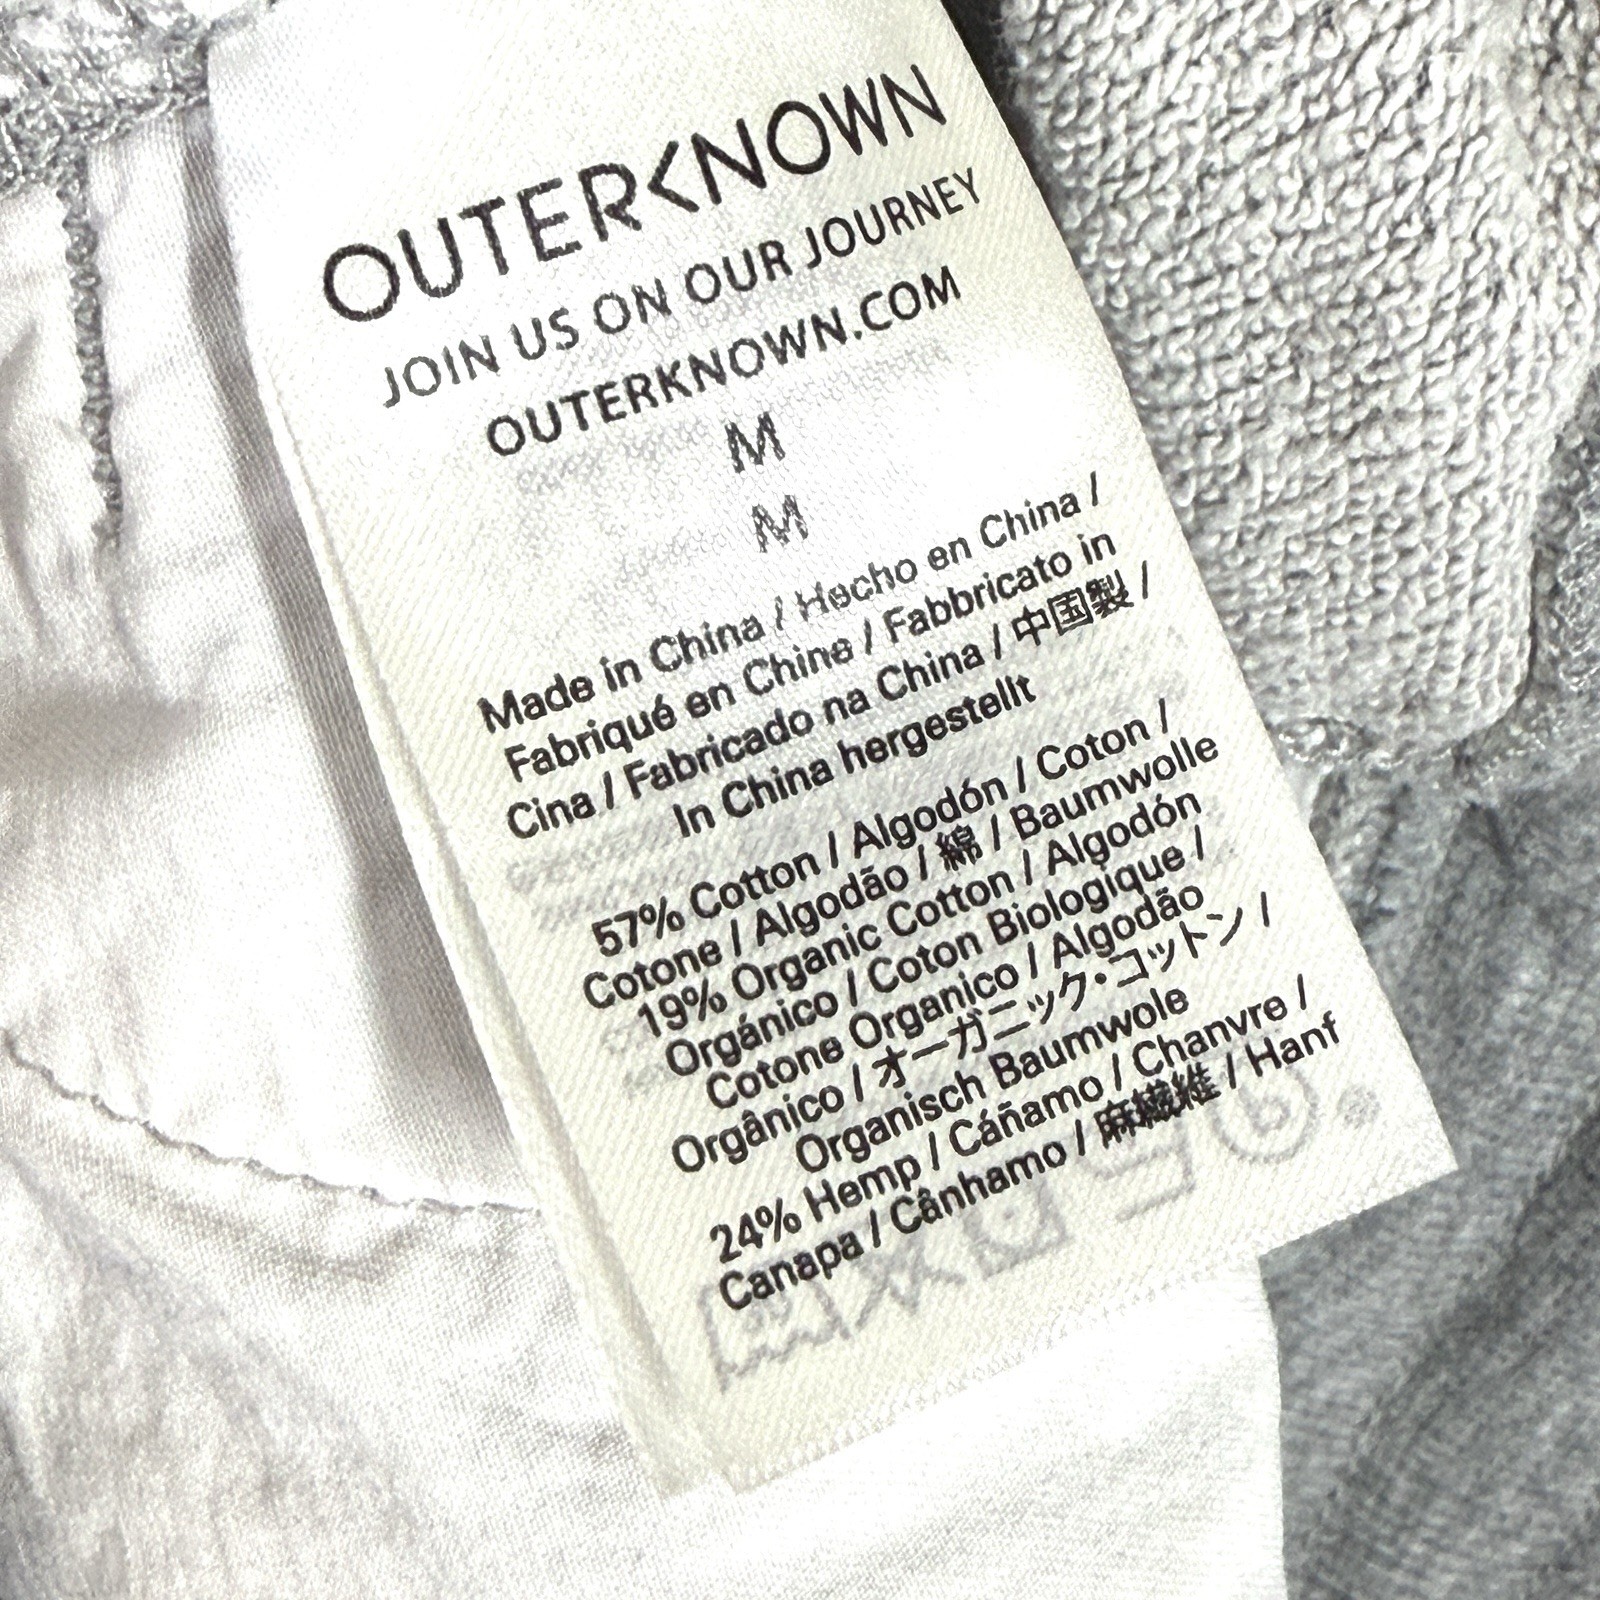 OUTERKNOWN
JOIN US ON OUR JOURNEY
OUTERKNOWN.COM
M
M
Made in China / Hecho en China /
Fabriqué en Chine / Fabbricato in
Cina / Fabricado na China / 中国製 /
In China hergestellt
57% Cotton / Algodón / Coton /
Cotone / Algodão / 綿 / Baumwolle
19% Organic Cotton / Algodón
Orgánico / Coton Biologique /
Cotone Organico / Algodão
Orgânico / オーガニック・コットン /
Organisch Baumwole
24% Hemp / Cáñamo / Chanvre /
Canapa / Cânhamo / 麻繊維 / Hanf